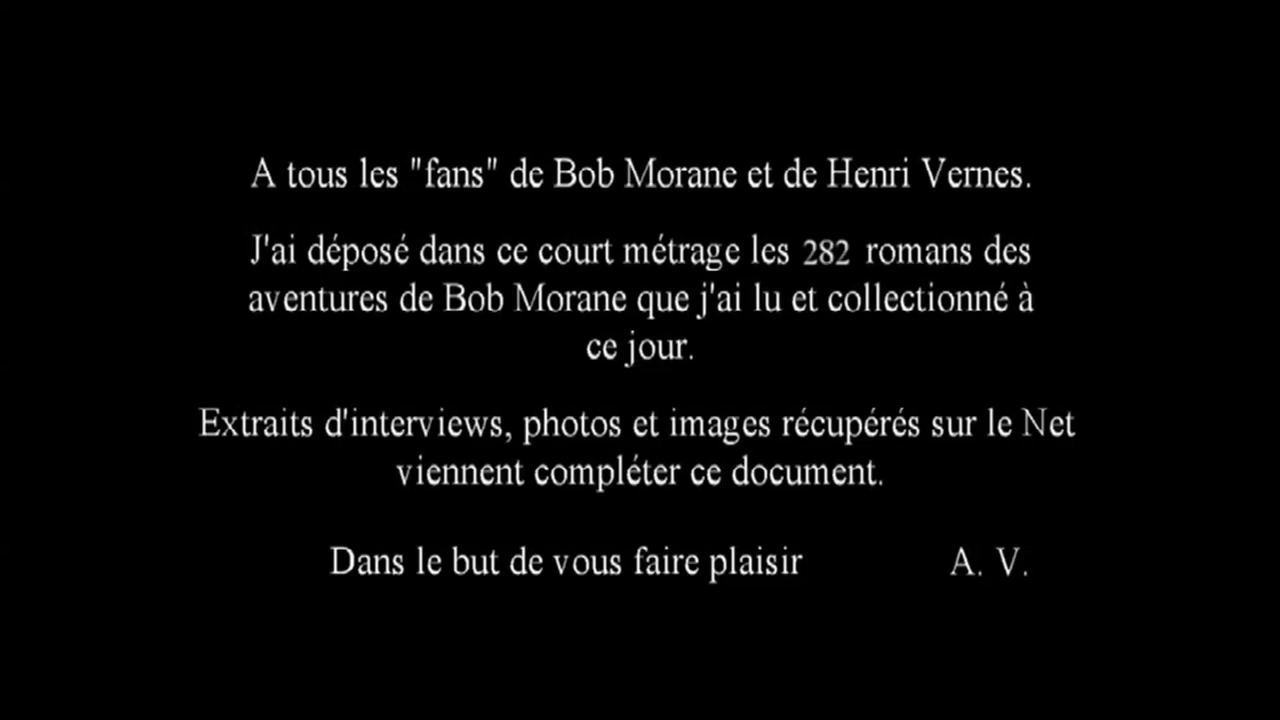 A tous les "fans" de Bob Morane et de Henri Vernes.
J'ai déposé dans ce court métrage les 282 romans des
aventures de Bob Morane que j'ai lu et collectionné à
ce jour.
Extraits d'interviews, photos et images récupérés sur le Net
viennent compléter ce document.
Dans le but de vous faire plaisir A. V.